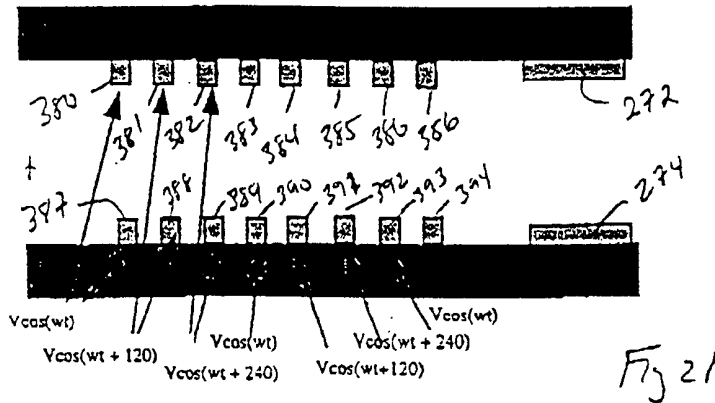 380 381 382 383 384 385 386 386 272
387 388 389 390 397 392 393 394 274
Vcos(wt) Vcos(wt + 120) Vcos(wt + 240) Vcos(wt) Vcos(wt+120) Vcos(wt + 240) Vcos(wt)
Fig 21